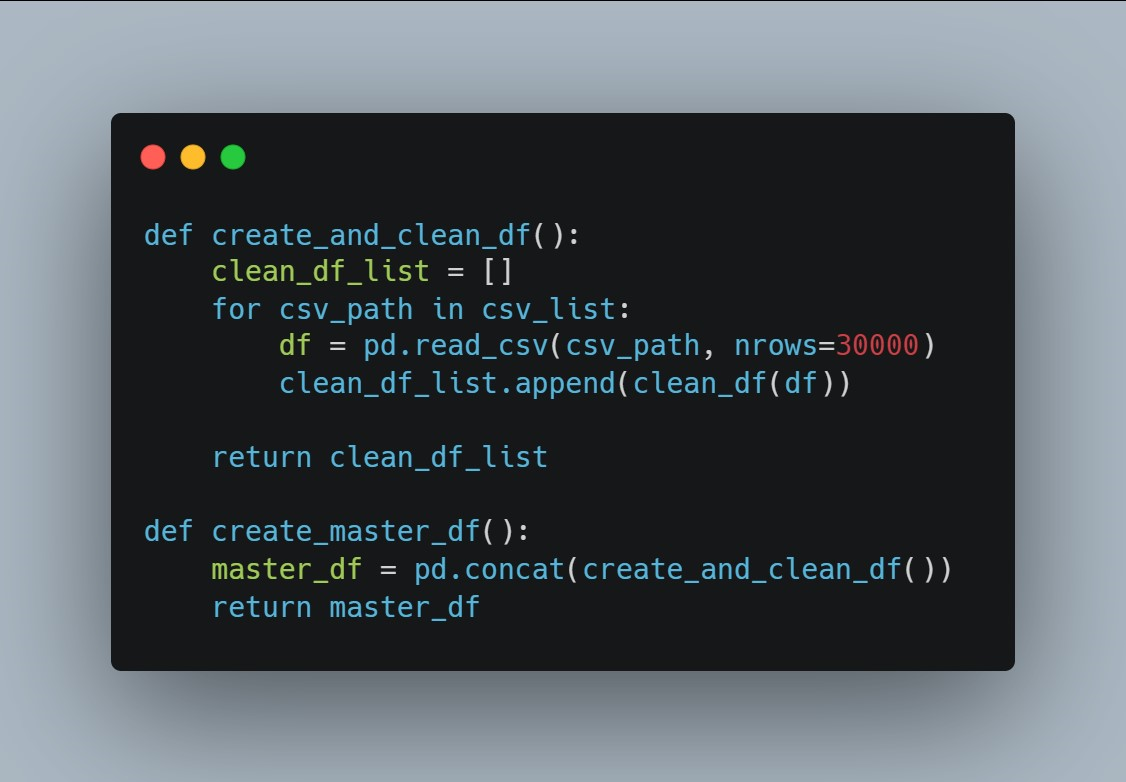 def create_and_clean_df():
    clean_df_list = []
    for csv_path in csv_list:
        df = pd.read_csv(csv_path, nrows=30000)
        clean_df_list.append(clean_df(df))

    return clean_df_list

def create_master_df():
    master_df = pd.concat(create_and_clean_df())
    return master_df